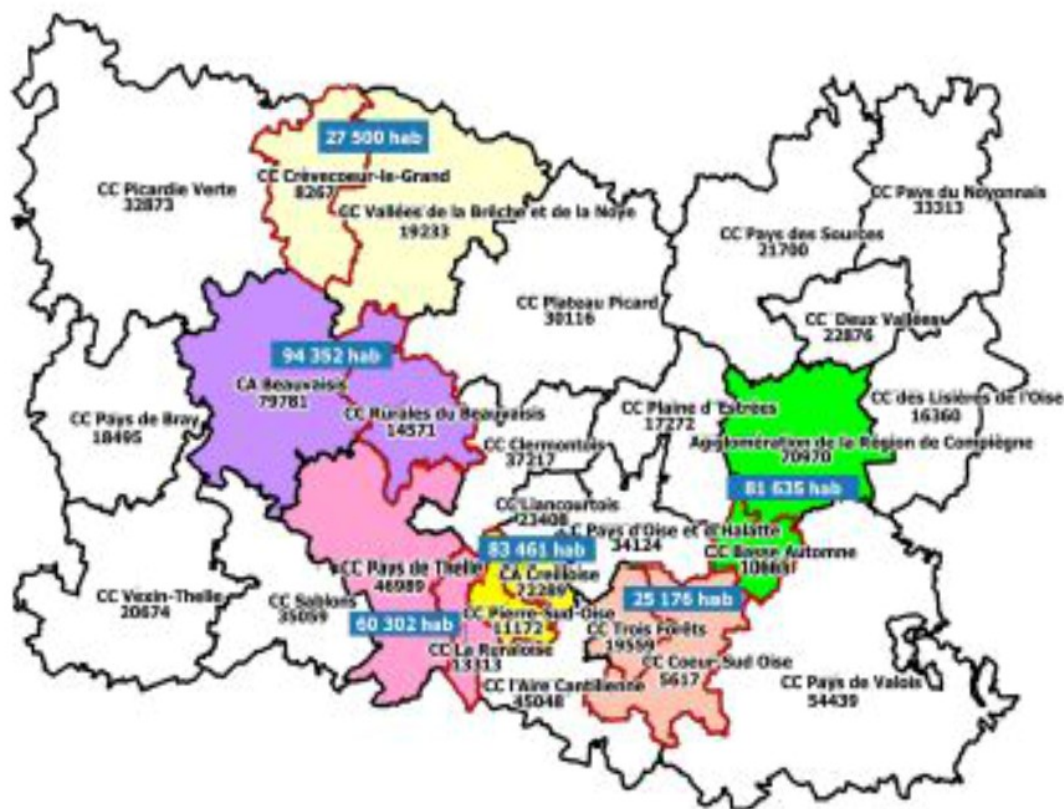 27 500 hab
CC Crèvecoeur-le-Grand
8267
CC Picardie Verte
32873
CC Vallées de la Brêche et de la Noye
19233
CC Pays du Noyonnais
33313
CC Pays des Sources
21700
CC Plateau Picard
30116
CC Deux Vallées
22876
94 352 hab
CA Beauvaisis
79781
CC Rurales du Beauvaisis
14571
CC Pays de Bray
18495
CC Plaine d'Estrées
17272
CC des Lisières de l'Oise
16360
CC Clermontois
37217
Agglomération de la Région de Compiègne
70970
81 635 hab
CC Liancourtois
23408
CC Pays d'Oise et d'Halatte
34124
83 461 hab
CC Basse Automne
CC Pays de Thelle
46989
CA Creilloise
72289
CC Vexin-Thelle
20674
CC Sablons
35059
25 176 hab
CC Pierre-Sud-Oise
11172
60 302 hab
CC Trois Forêts
19559
CC La Ruraloise
13313
CC Coeur Sud Oise
5617
CC l'Aire Cantilienne
45048
CC Pays de Valois
54439